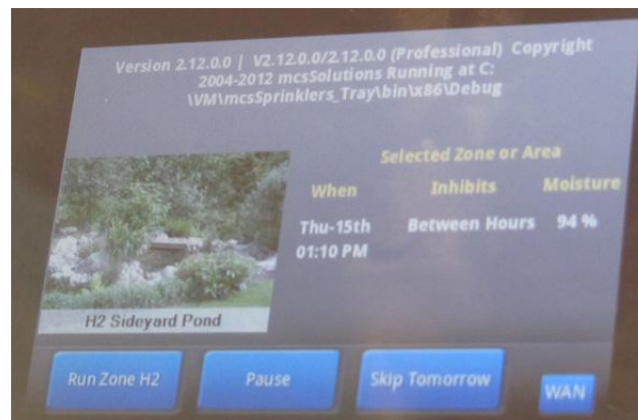 Version 2.12.0.0 | V2.12.0.0/2.12.0.0 (Professional) Copyright
2004-2012 mcsSolutions Running at C:
\VM\mcsSprinklers_Tray\bin\x86\Debug
Selected Zone or Area
When Inhibits Moisture
Thu-15th Between Hours 94 %
01:10 PM
H2 Sideyard Pond
Run Zone H2 Pause Skip Tomorrow WAN